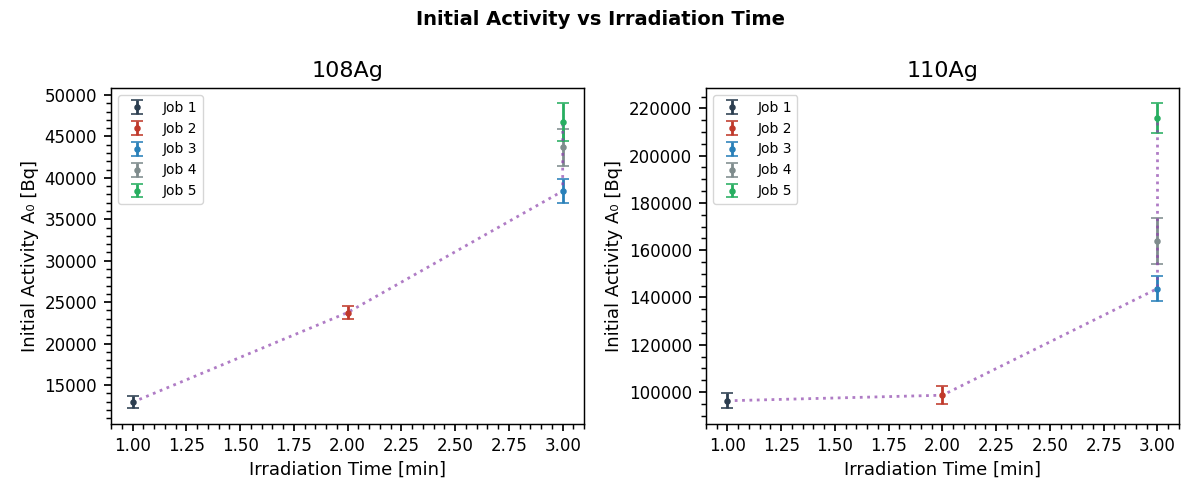 Initial Activity vs Irradiation Time
108Ag
Initial Activity A₀ [Bq]
50000
45000
40000
35000
30000
25000
20000
15000
Job 1
Job 2
Job 3
Job 4
Job 5
1.00 1.25 1.50 1.75 2.00 2.25 2.50 2.75 3.00
Irradiation Time [min]
110Ag
Initial Activity A₀ [Bq]
220000
200000
180000
160000
140000
120000
100000
Job 1
Job 2
Job 3
Job 4
Job 5
1.00 1.25 1.50 1.75 2.00 2.25 2.50 2.75 3.00
Irradiation Time [min]